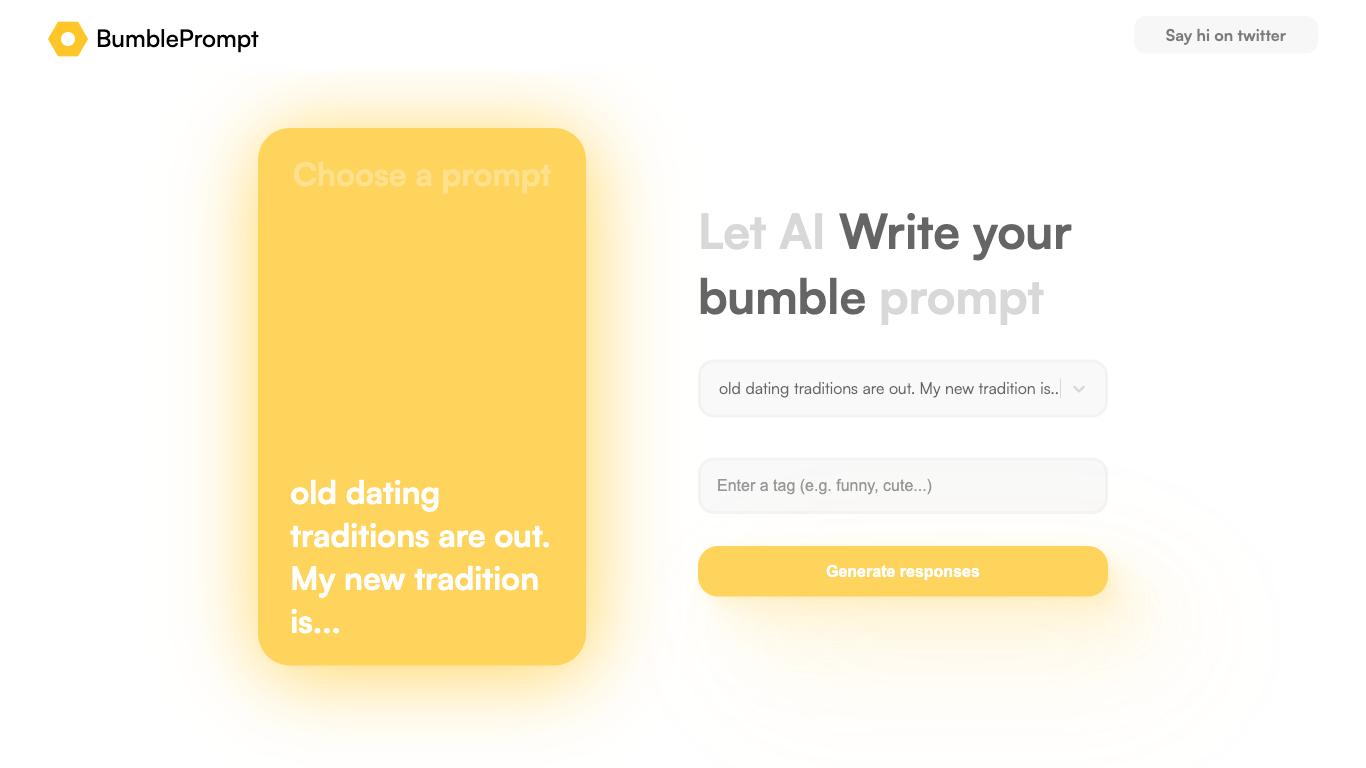 BumblePrompt
Say hi on twitter
Choose a prompt
old dating
traditions are out.
My new tradition
is...
Let AI Write your
bumble prompt
old dating traditions are out. My new tradition is..
Enter a tag (e.g. funny, cute...)
Generate responses